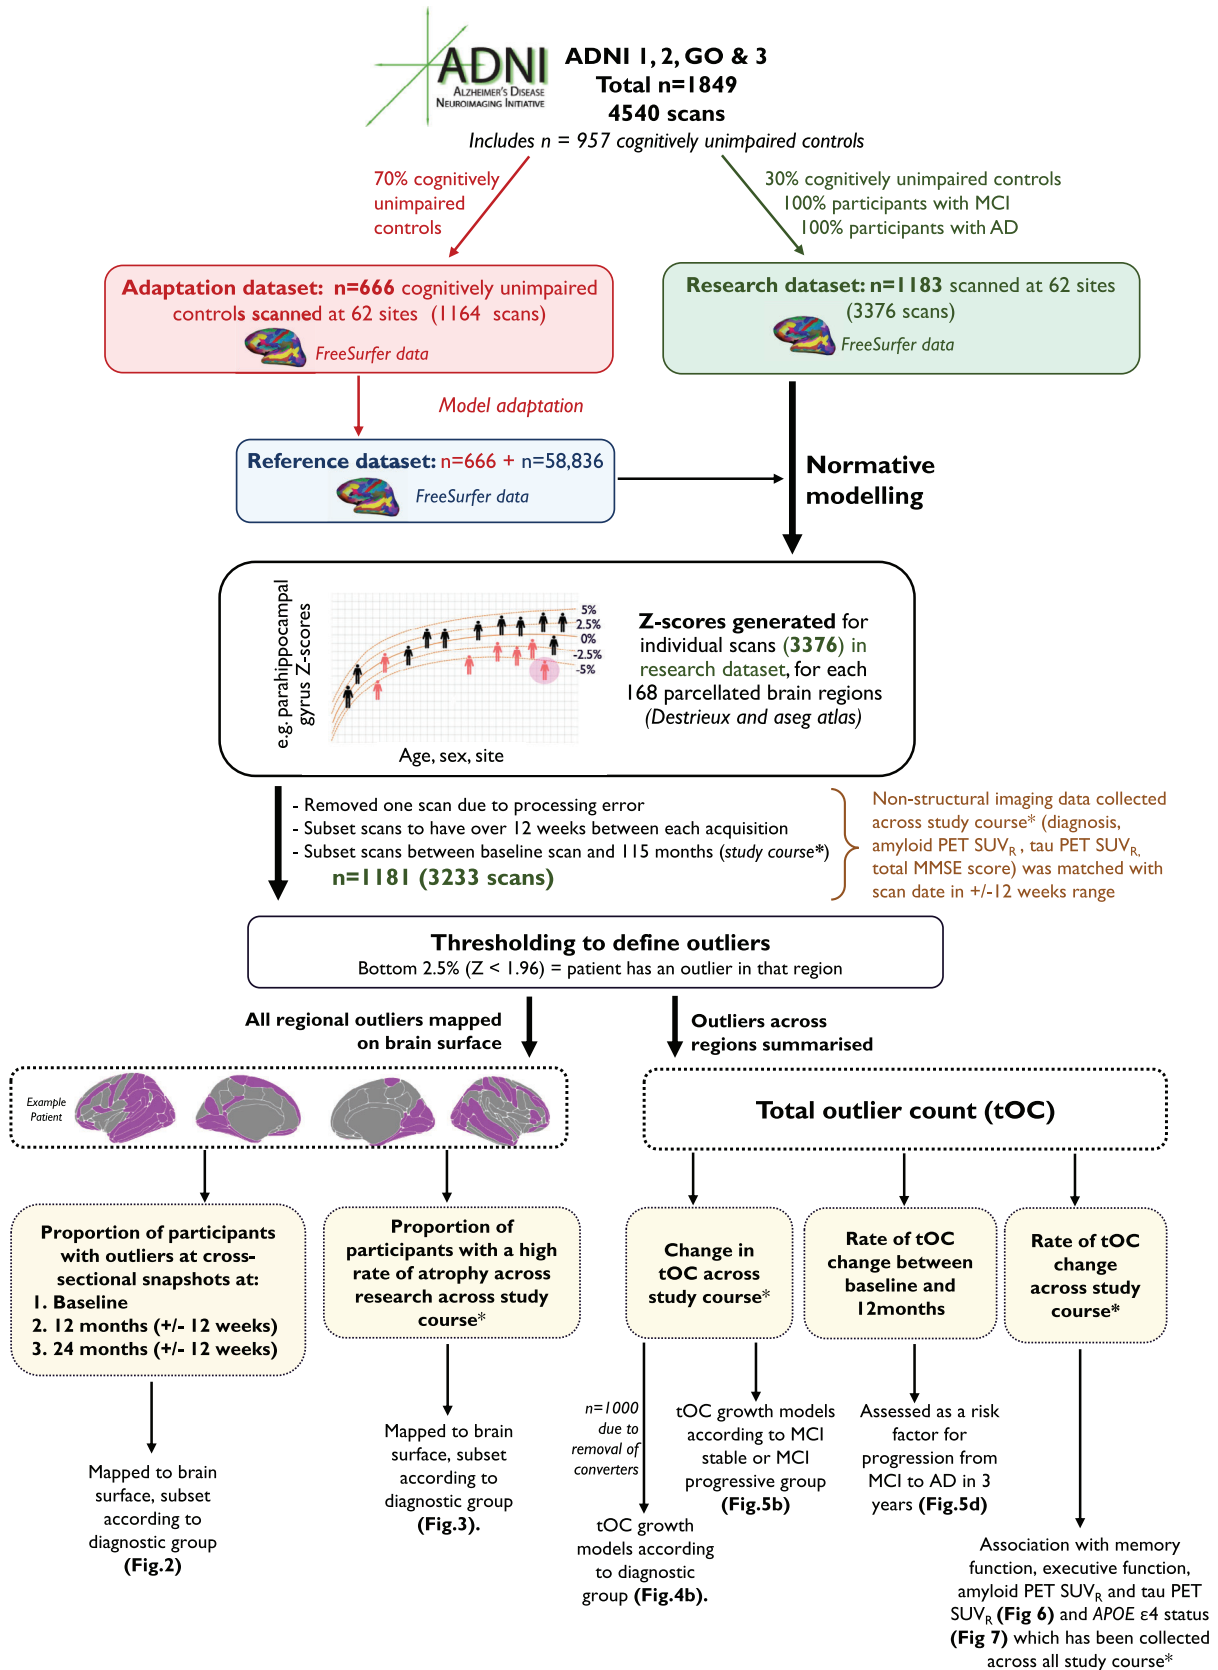 ADNI
ALZHEIMER'S DISEASE
NEUROIMAGING INITIATIVE
ADNI 1, 2, GO & 3
Total n=1849
4540 scans
Includes n = 957 cognitively unimpaired controls
70% cognitively
unimpaired
controls
30% cognitively unimpaired controls
100% participants with MCI
100% participants with AD
Adaptation dataset: n=666 cognitively unimpaired
controls scanned at 62 sites (1164 scans)
FreeSurfer data
Research dataset: n=1183 scanned at 62 sites
(3376 scans)
FreeSurfer data
Model adaptation
Reference dataset: n=666 + n=58,836
FreeSurfer data
Normative
modelling
e.g. parahippocampal
gyrus Z-scores
5%
2.5%
0%
-2.5%
-5%
Age, sex, site
Z-scores generated for
individual scans (3376) in
research dataset, for each
168 parcellated brain regions
(Destrieux and aseg atlas)
- Removed one scan due to processing error
- Subset scans to have over 12 weeks between each acquisition
- Subset scans between baseline scan and 115 months (study course*)
n=1181 (3233 scans)
Non-structural imaging data collected
across study course* (diagnosis,
amyloid PET SUVR , tau PET SUVR,
total MMSE score) was matched with
scan date in +/-12 weeks range
Thresholding to define outliers
Bottom 2.5% (Z < 1.96) = patient has an outlier in that region
All regional outliers mapped
on brain surface
Outliers across
regions summarised
Example
Patient
Total outlier count (tOC)
Proportion of participants
with outliers at cross-
sectional snapshots at:
1. Baseline
2. 12 months (+/- 12 weeks)
3. 24 months (+/- 12 weeks)
Proportion of
participants with a high
rate of atrophy across
research across study
course*
Change in
tOC across
study course*
Rate of tOC
change between
baseline and
12months
Rate of tOC
change
across study
course*
Mapped to brain
surface, subset
according to
diagnostic group
(Fig.2)
Mapped to brain
surface, subset
according to
diagnostic group
(Fig.3).
n=1000
due to
removal of
converters
tOC growth
models according
to diagnostic
group (Fig.4b).
tOC growth models
according to MCI
stable or MCI
progressive group
(Fig.5b)
Assessed as a risk
factor for
progression from
MCI to AD in 3
years (Fig.5d)
Association with memory
function, executive function,
amyloid PET SUVR and tau PET
SUVR (Fig 6) and APOE ε4 status
(Fig 7) which has been collected
across all study course*